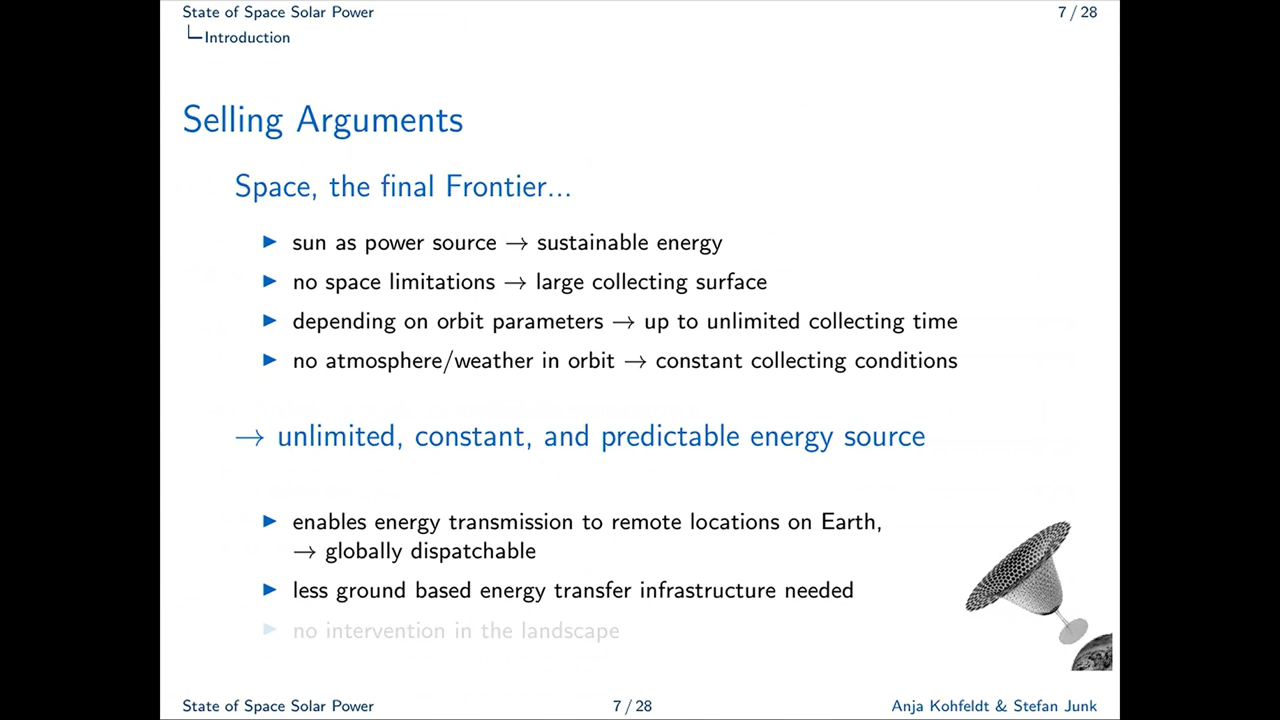 State of Space Solar Power 7 / 28
Introduction
Selling Arguments
Space, the final Frontier...
▶ sun as power source → sustainable energy
▶ no space limitations → large collecting surface
▶ depending on orbit parameters → up to unlimited collecting time
▶ no atmosphere/weather in orbit → constant collecting conditions
→ unlimited, constant, and predictable energy source
▶ enables energy transmission to remote locations on Earth,
→ globally dispatchable
▶ less ground based energy transfer infrastructure needed
▶ no intervention in the landscape
State of Space Solar Power 7 / 28 Anja Kohfeldt & Stefan Junk